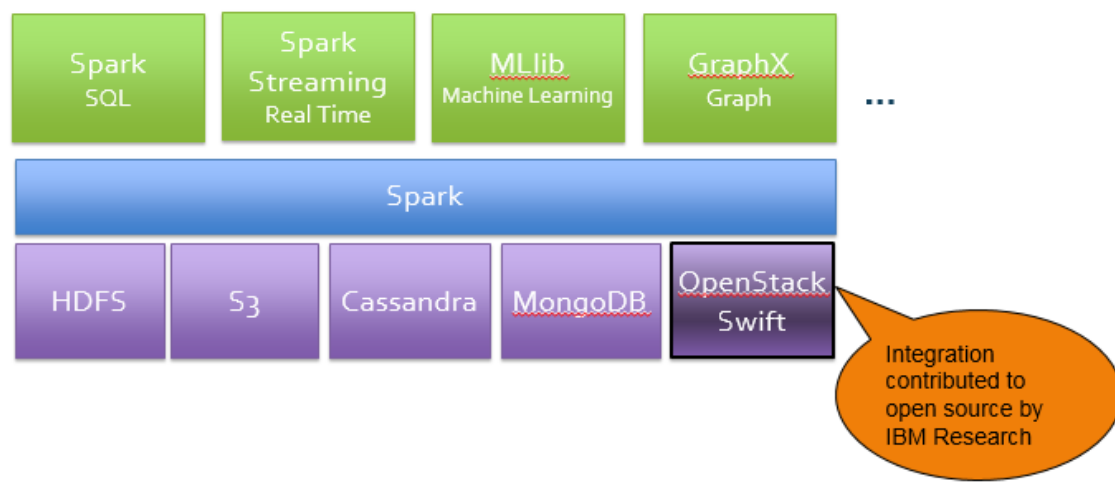 Spark
SQL
Spark
Streaming
Real Time
MLlib
Machine Learning
GraphX
Graph
...
Spark
HDFS
S3
Cassandra
MongoDB
OpenStack
Swift
Integration
contributed to
open source by
IBM Research